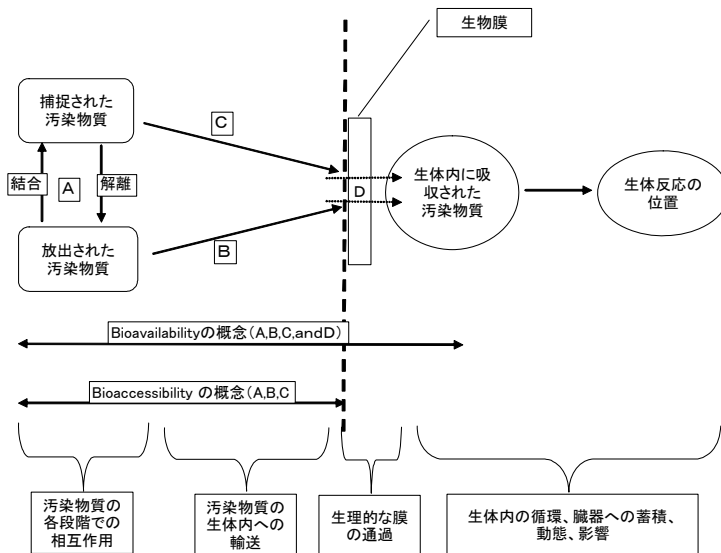 生物膜
捕捉された
汚染物質
C
結合
A
解離
D
生体内に吸
収された
汚染物質
生体反応の
位置
放出された
汚染物質
B
Bioavailabilityの概念(A,B,C,andD)
Bioaccessibility の概念(A,B,C
汚染物質の
各段階での
相互作用
汚染物質の
生体内への
輸送
生理的な膜
の通過
生体内の循環、臓器への蓄積、
動態、影響